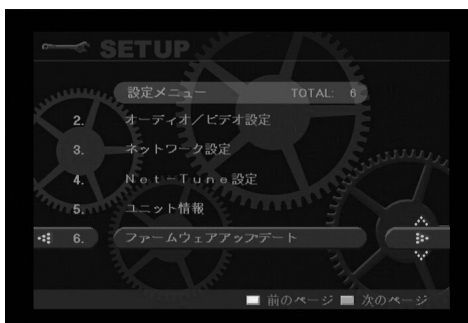 SETUP
設定メニュー TOTAL: 6
2. オーディオ／ビデオ設定
3. ネットワーク設定
4. Ｎｅｔ－Ｔｕｎｅ設定
5. ユニット情報
6. ファームウェアアップデート
前のページ 次のページ